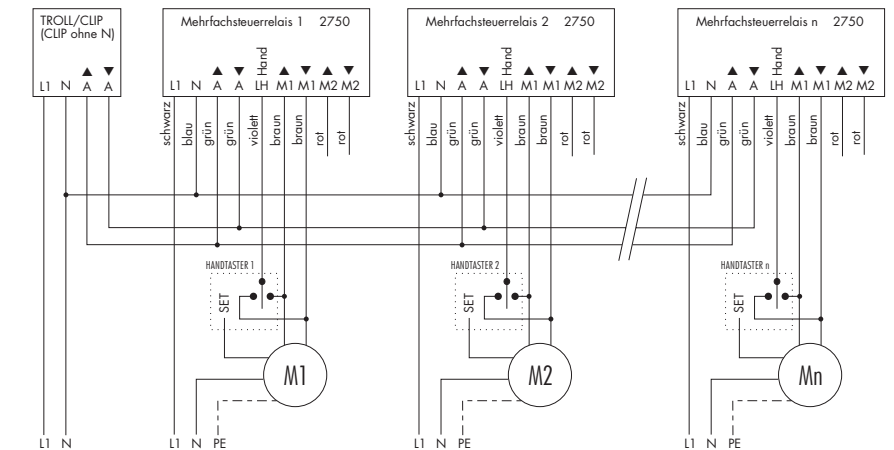 TROLL/CLIP
(CLIP ohne N)
L1 N A A
Mehrfachsteuerrelais 1 2750
Hand
L1 N A A LH M1 M1 M2 M2
schwarz
blau
grün
grün
violett
braun
braun
rot
rot
Mehrfachsteuerrelais 2 2750
Hand
L1 N A A LH M1 M1 M2 M2
schwarz
blau
grün
grün
violett
braun
braun
rot
rot
Mehrfachsteuerrelais n 2750
Hand
L1 N A A LH M1 M1 M2 M2
schwarz
blau
grün
grün
violett
braun
braun
rot
rot
HANDTASTER 1
SET
M1
HANDTASTER 2
SET
M2
HANDTASTER n
SET
Mn
L1 N
L1 N PE
L1 N PE
L1 N PE